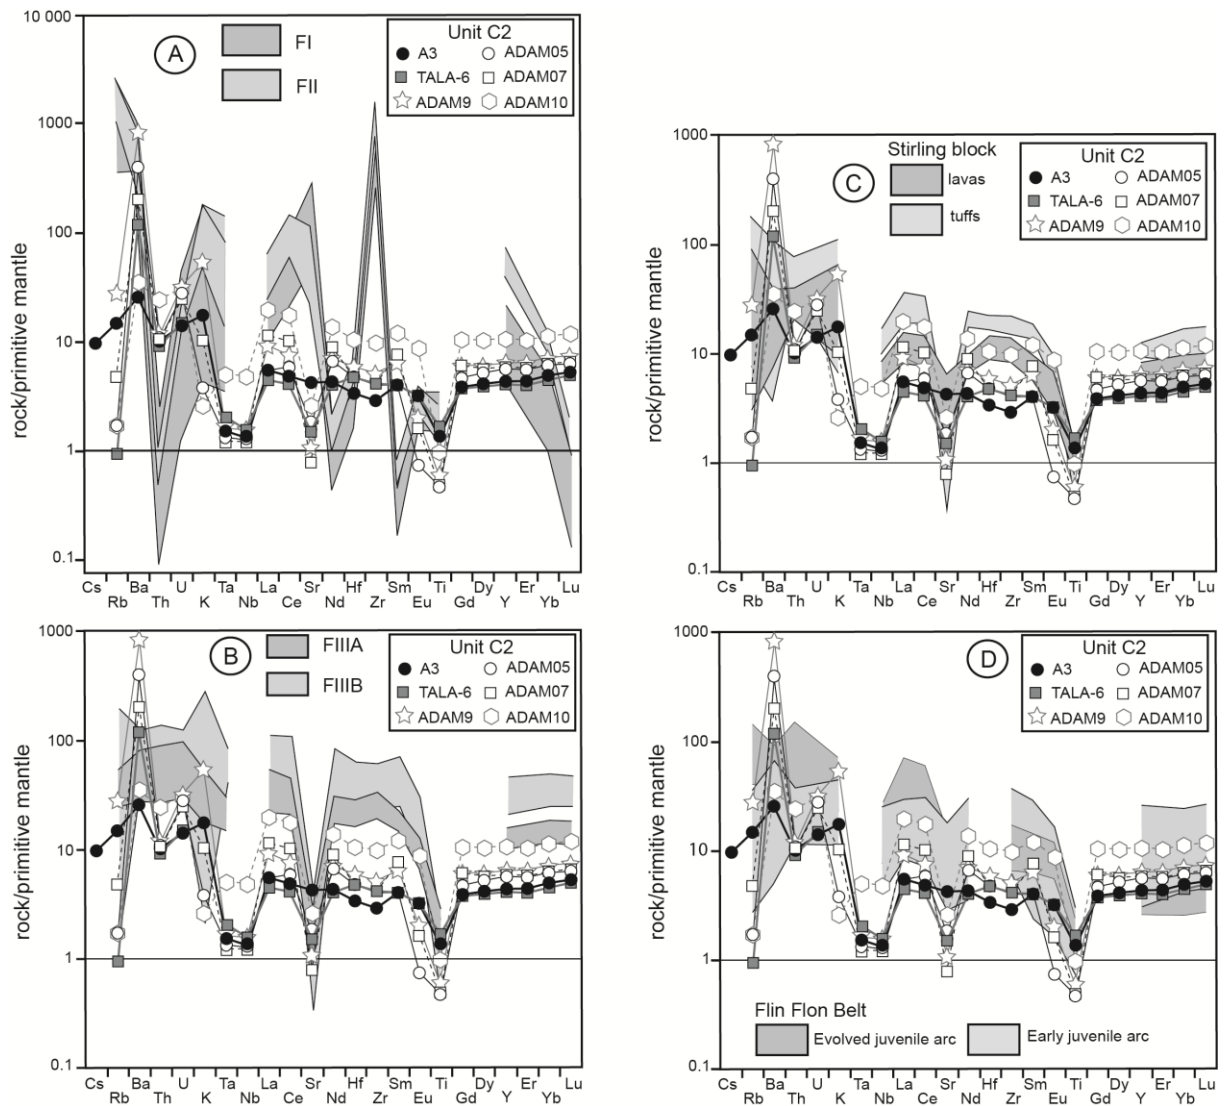 A
FI
FII
Unit C2
A3 ADAM05
TALA-6 ADAM07
ADAM9 ADAM10
10 000
1000
100
10
1
0.1
rock/primitive mantle
Cs Ba U Ta La Sr Hf Sm Ti Dy Er Lu
Rb Th K Nb Ce Nd Zr Eu Gd Y Yb
B
FIIIA
FIIIB
Unit C2
A3 ADAM05
TALA-6 ADAM07
ADAM9 ADAM10
1000
100
10
1
0.1
rock/primitive mantle
Cs Ba U Ta La Sr Hf Sm Ti Dy Er Lu
Rb Th K Nb Ce Nd Zr Eu Gd Y Yb
C
Stirling block
lavas
tuffs
Unit C2
A3 ADAM05
TALA-6 ADAM07
ADAM9 ADAM10
1000
100
10
1
0.1
rock/primitive mantle
Cs Ba U Ta La Sr Hf Sm Ti Dy Er Lu
Rb Th K Nb Ce Nd Zr Eu Gd Y Yb
D
Unit C2
A3 ADAM05
TALA-6 ADAM07
ADAM9 ADAM10
1000
100
10
1
0.1
rock/primitive mantle
Flin Flon Belt
Evolved juvenile arc Early juvenile arc
Cs Ba U Ta La Sr Hf Sm Ti Dy Er Lu
Rb Th K Nb Ce Nd Zr Eu Gd Y Yb